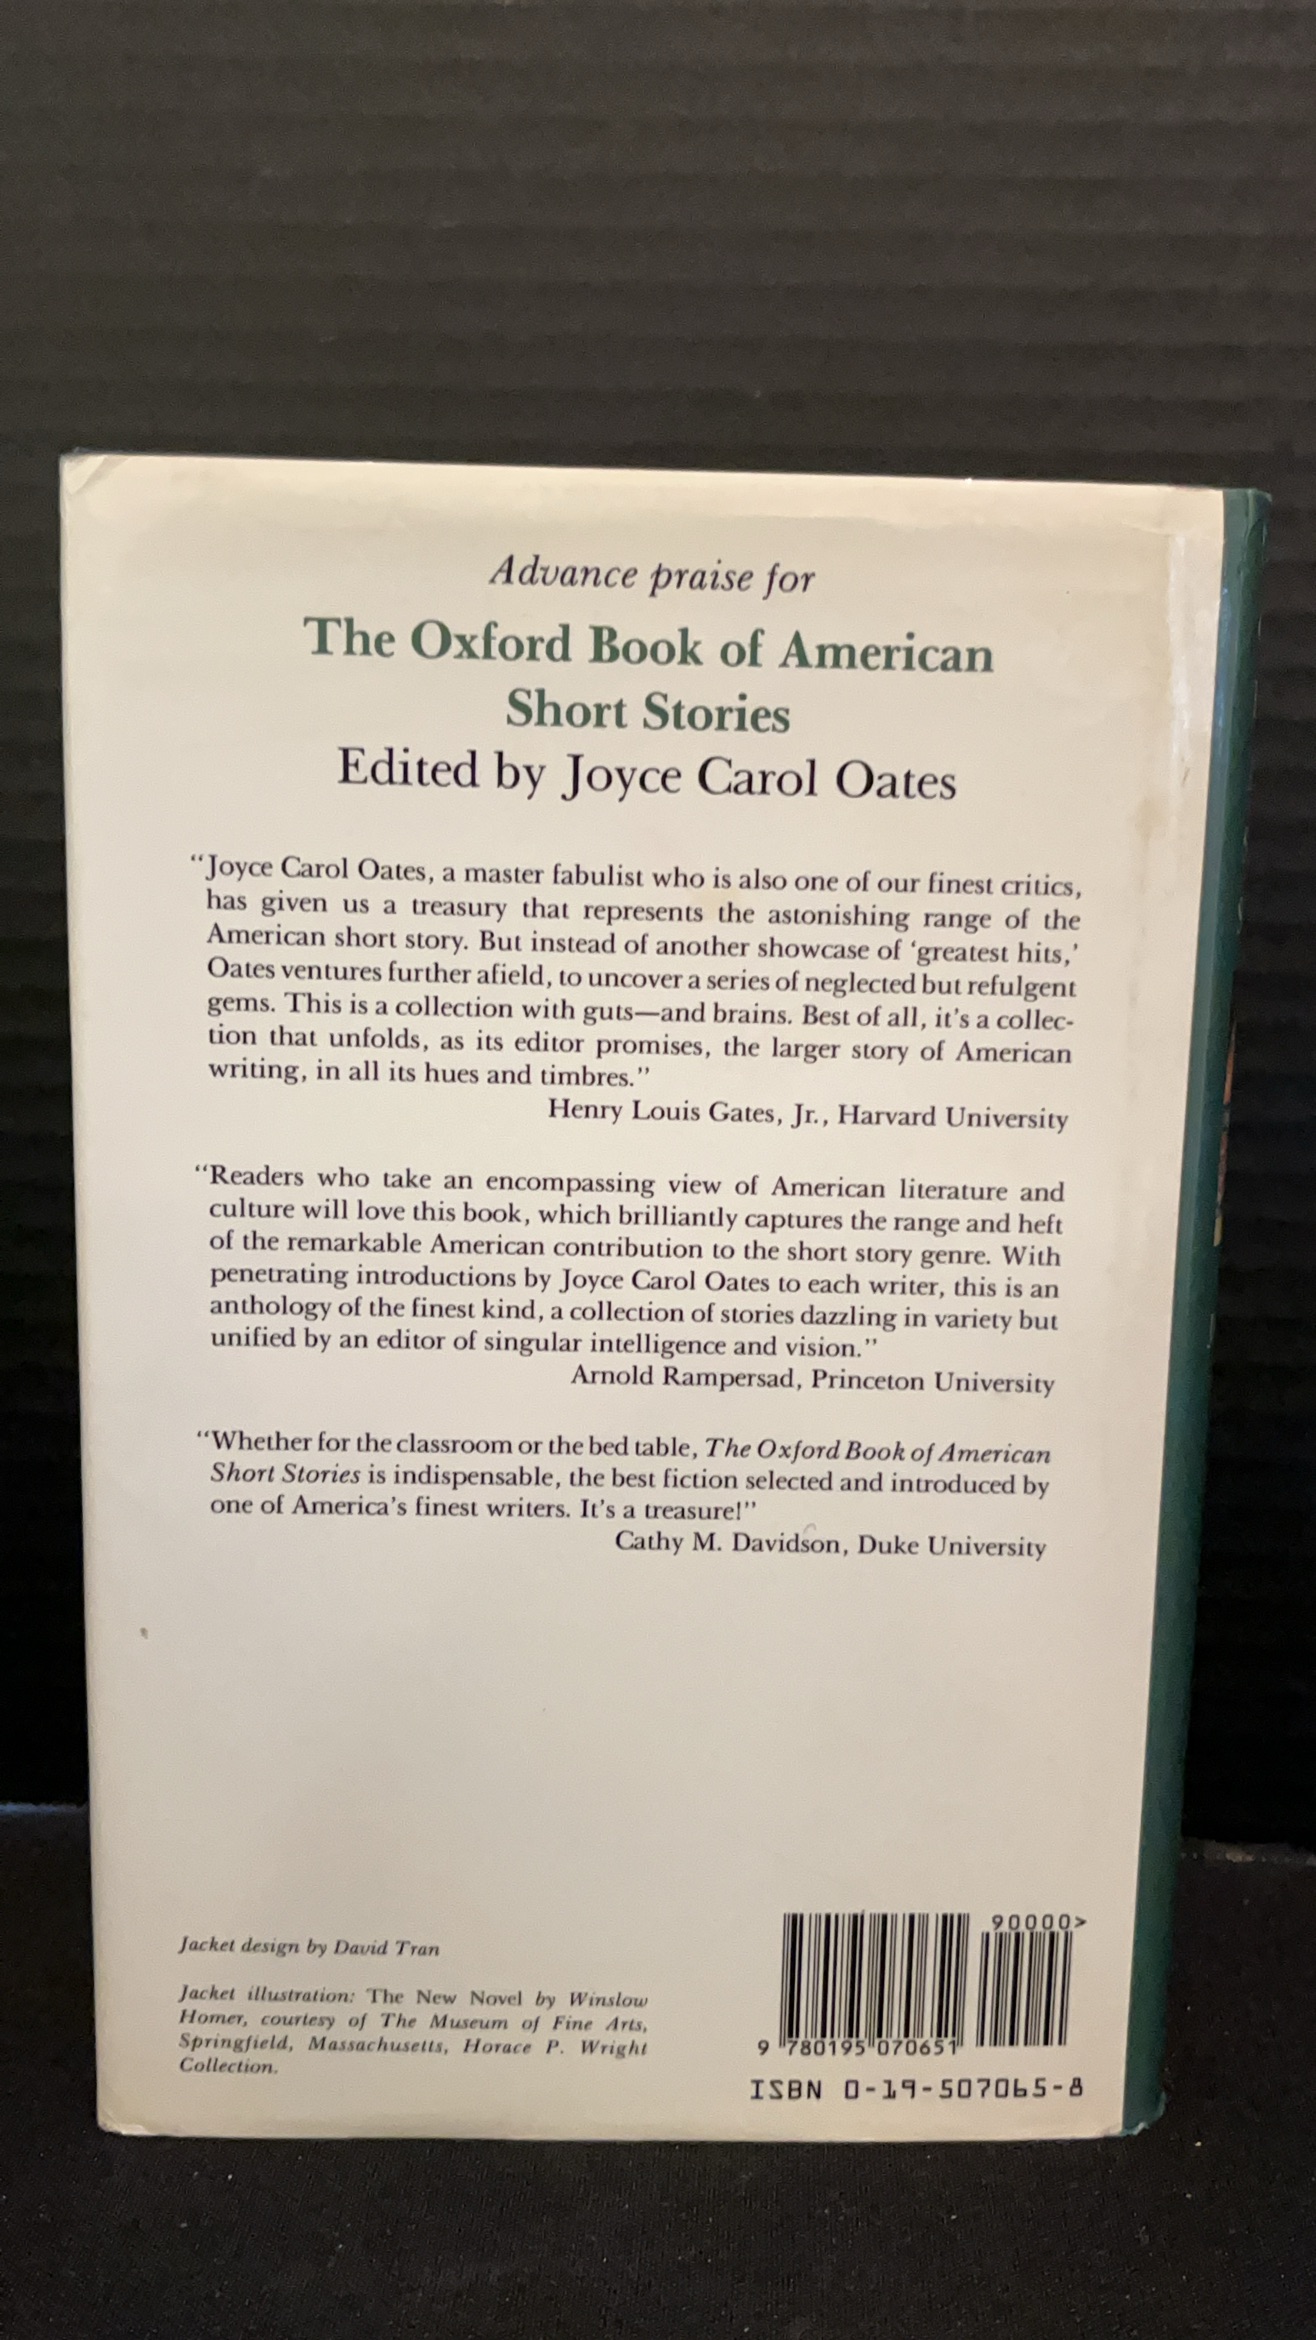 Advance praise for
The Oxford Book of American
Short Stories
Edited by Joyce Carol Oates
“Joyce Carol Oates, a master fabulist who is also one of our finest critics,
has given us a treasury that represents the astonishing range of the
American short story. But instead of another showcase of ‘greatest hits,’
Oates ventures further afield, to uncover a series of neglected but refulgent
gems. This is a collection with guts—and brains. Best of all, it’s a collec-
tion that unfolds, as its editor promises, the larger story of American
writing, in all its hues and timbres.”
Henry Louis Gates, Jr., Harvard University
“Readers who take an encompassing view of American literature and
culture will love this book, which brilliantly captures the range and heft
of the remarkable American contribution to the short story genre. With
penetrating introductions by Joyce Carol Oates to each writer, this is an
anthology of the finest kind, a collection of stories dazzling in variety but
unified by an editor of singular intelligence and vision.”
Arnold Rampersad, Princeton University
“Whether for the classroom or the bed table, The Oxford Book of American
Short Stories is indispensable, the best fiction selected and introduced by
one of America’s finest writers. It’s a treasure!”
Cathy M. Davidson, Duke University
Jacket design by David Tran
Jacket illustration: The New Novel by Winslow
Homer, courtesy of The Museum of Fine Arts,
Springfield, Massachusetts, Horace P. Wright
Collection.
90000>
9 780195 070651
ISBN 0-19-507065-8